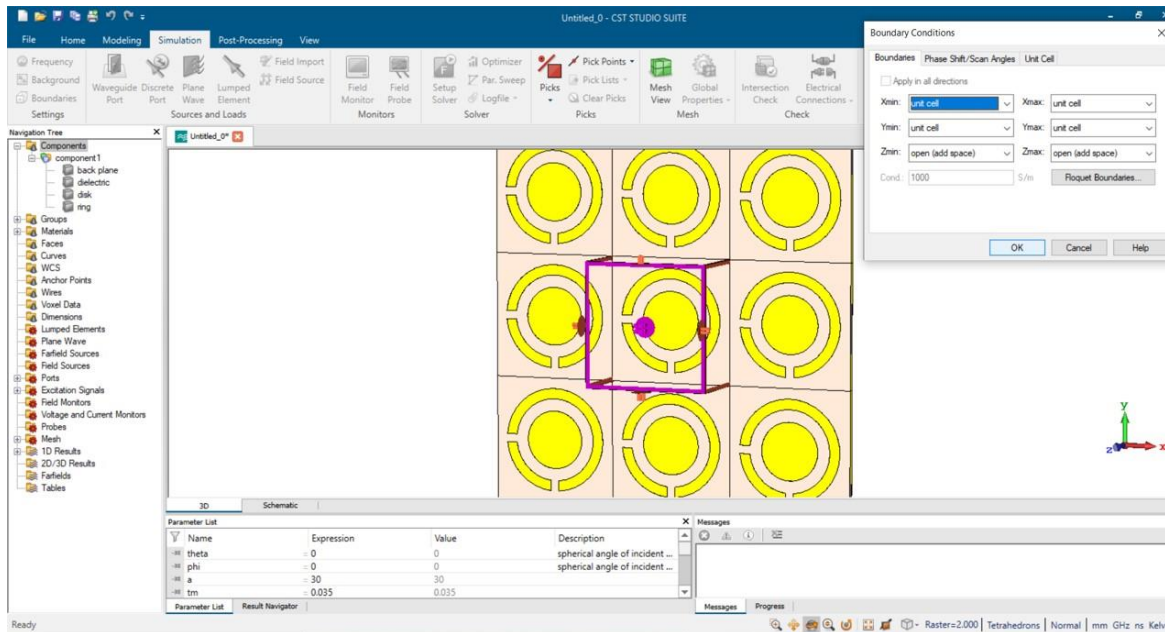 Untitled_0 - CST STUDIO SUITE
File Home Modeling Simulation Post-Processing View
Frequency
Background
Boundaries
Settings
Waveguide Port
Discrete Port
Plane Wave
Lumped Element
Field Import
Field Source
Sources and Loads
Field Monitor
Field Probe
Monitors
Setup Solver
Optimizer
Par. Sweep
Logfile
Solver
Picks
Pick Points
Pick Lists
Clear Picks
Picks
Mesh View
Global Properties
Mesh
Intersection Check
Electrical Connections
Check
Boundary Conditions
Boundaries Phase Shift/Scan Angles Unit Cell
Apply in all directions
Xmin: unit cell Xmax: unit cell
Ymin: unit cell Ymax: unit cell
Zmin: open (add space) Zmax: open (add space)
Cond.: 1000 S/m Floquet Boundaries...
OK Cancel Help
Navigation Tree
Untitled_0*
Components
component1
back plane
dielectric
disk
ring
Groups
Materials
Faces
Curves
WCS
Anchor Points
Wires
Voxel Data
Dimensions
Lumped Elements
Plane Wave
Farfield Sources
Field Sources
Ports
Excitation Signals
Field Monitors
Voltage and Current Monitors
Probes
Mesh
1D Results
2D/3D Results
Farfields
Tables
y
z x
3D Schematic
Parameter List
Name Expression Value Description
theta = 0 0 spherical angle of incident ...
phi = 0 0 spherical angle of incident ...
a = 30 30
tm = 0.035 0.035
Parameter List Result Navigator
Messages
Messages Progress
Ready
Raster=2.000 Tetrahedrons Normal mm GHz ns Kelv